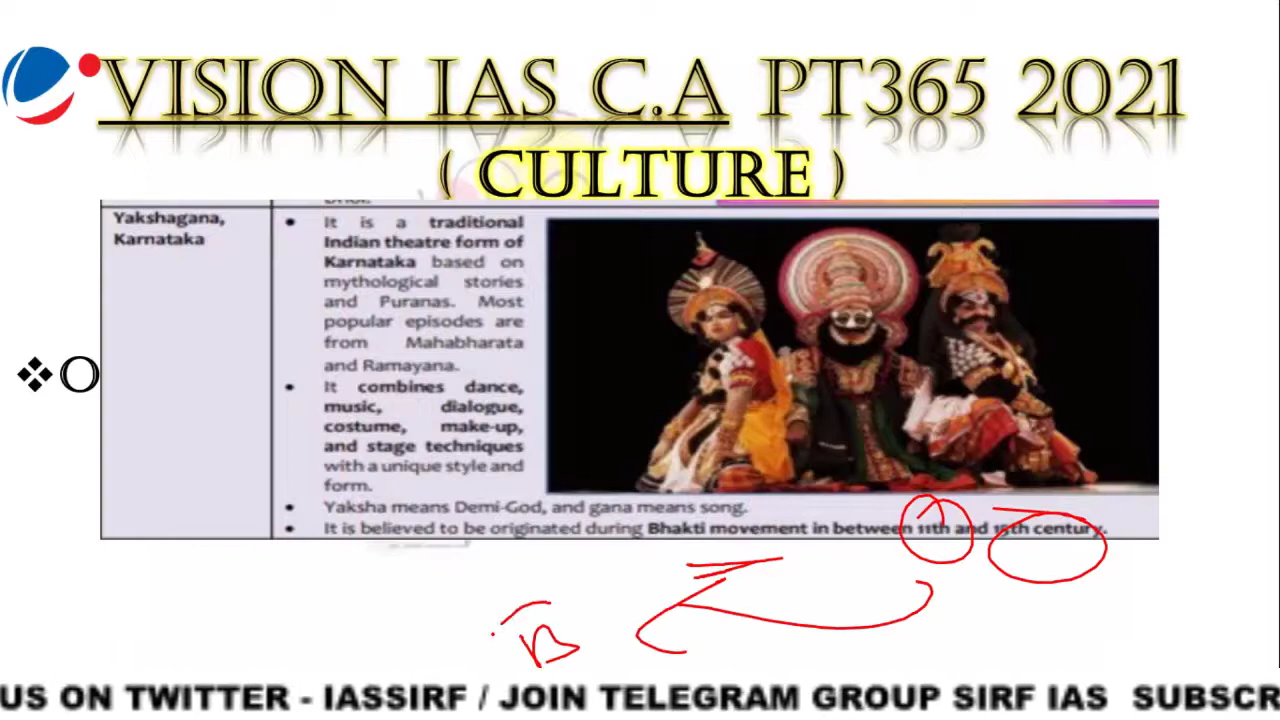 VISION IAS C.A PT365 2021
( CULTURE )
Yakshagana,
Karnataka
• It is a traditional
Indian theatre form of
Karnataka based on
mythological stories
and Puranas. Most
popular episodes are
from Mahabharata
and Ramayana.
• It combines dance,
music, dialogue,
costume, make-up,
and stage techniques
with a unique style and
form.
• Yaksha means Demi-God, and gana means song.
• It is believed to be originated during Bhakti movement in between 11th and century.
❖O
US ON TWITTER - IASSIRF / JOIN TELEGRAM GROUP SIRF IAS SUBSCR